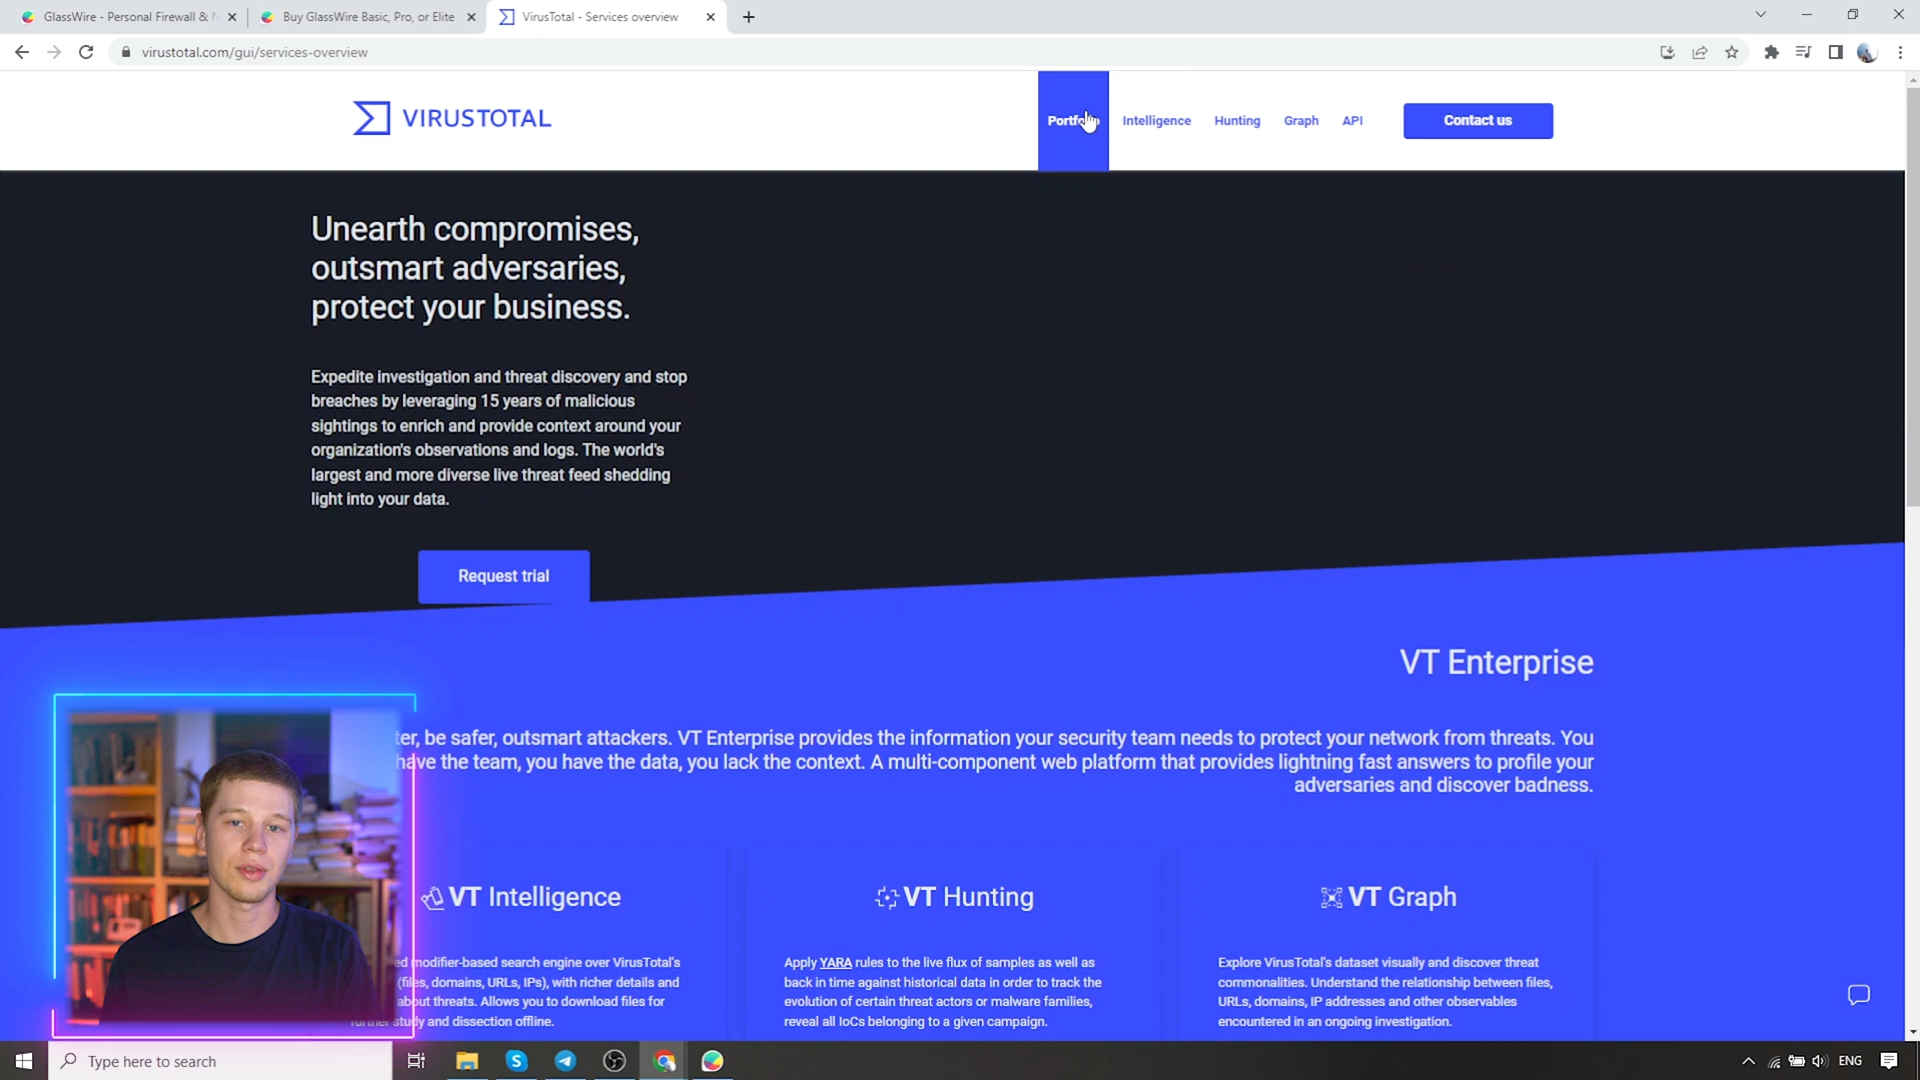 GlassWire - Personal Firewall & N
Buy GlassWire Basic, Pro, or Elite
VirusTotal - Services overview
virustotal.com/gui/services-overview
VIRUSTOTAL
Portfolio
Intelligence
Hunting
Graph
API
Contact us
Unearth compromises,
outsmart adversaries,
protect your business.
Expedite investigation and threat discovery and stop
breaches by leveraging 15 years of malicious
sightings to enrich and provide context around your
organization's observations and logs. The world's
largest and more diverse live threat feed shedding
light into your data.
Request trial
VT Enterprise
ter, be safer, outsmart attackers. VT Enterprise provides the information your security team needs to protect your network from threats. You
have the team, you have the data, you lack the context. A multi-component web platform that provides lightning fast answers to profile your
adversaries and discover badness.
VT Intelligence
ed modifier-based search engine over VirusTotal's
(files, domains, URLs, IPs), with richer details and
about threats. Allows you to download files for
further study and dissection offline.
VT Hunting
Apply YARA rules to the live flux of samples as well as
back in time against historical data in order to track the
evolution of certain threat actors or malware families,
reveal all IoCs belonging to a given campaign.
VT Graph
Explore VirusTotal's dataset visually and discover threat
commonalities. Understand the relationship between files,
URLs, domains, IP addresses and other observables
encountered in an ongoing investigation.
Type here to search
ENG